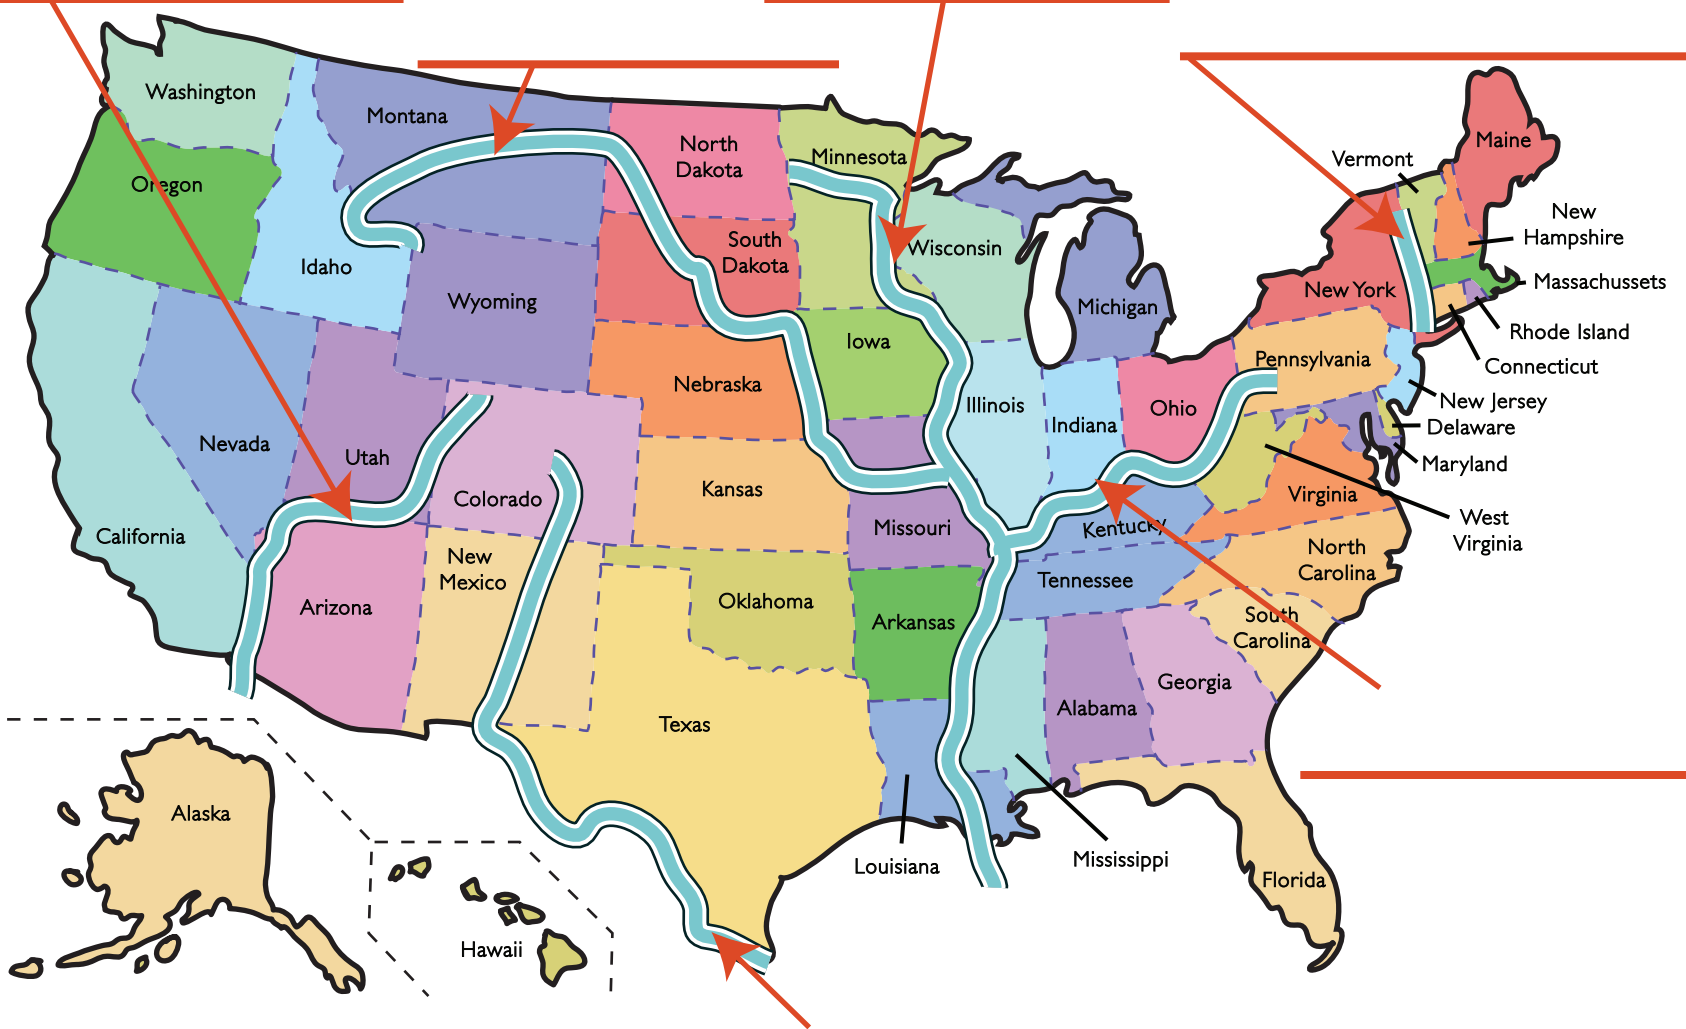 Washington
Montana
North
Dakota
Minnesota
Vermont
Maine
Oregon
New
Hampshire
South
Dakota
Wisconsin
Idaho
Massachussets
Wyoming
New York
Michigan
Rhode Island
Iowa
Pennsylvania
Connecticut
Nebraska
Illinois
Ohio
New Jersey
Indiana
Delaware
Nevada
Utah
Maryland
Colorado
Kansas
Virginia
West
Virginia
California
Missouri
Kentucky
New
Mexico
North
Carolina
Tennessee
Arizona
Oklahoma
Arkansas
South
Carolina
Georgia
Alabama
Texas
Alaska
Louisiana
Mississippi
Florida
Hawaii